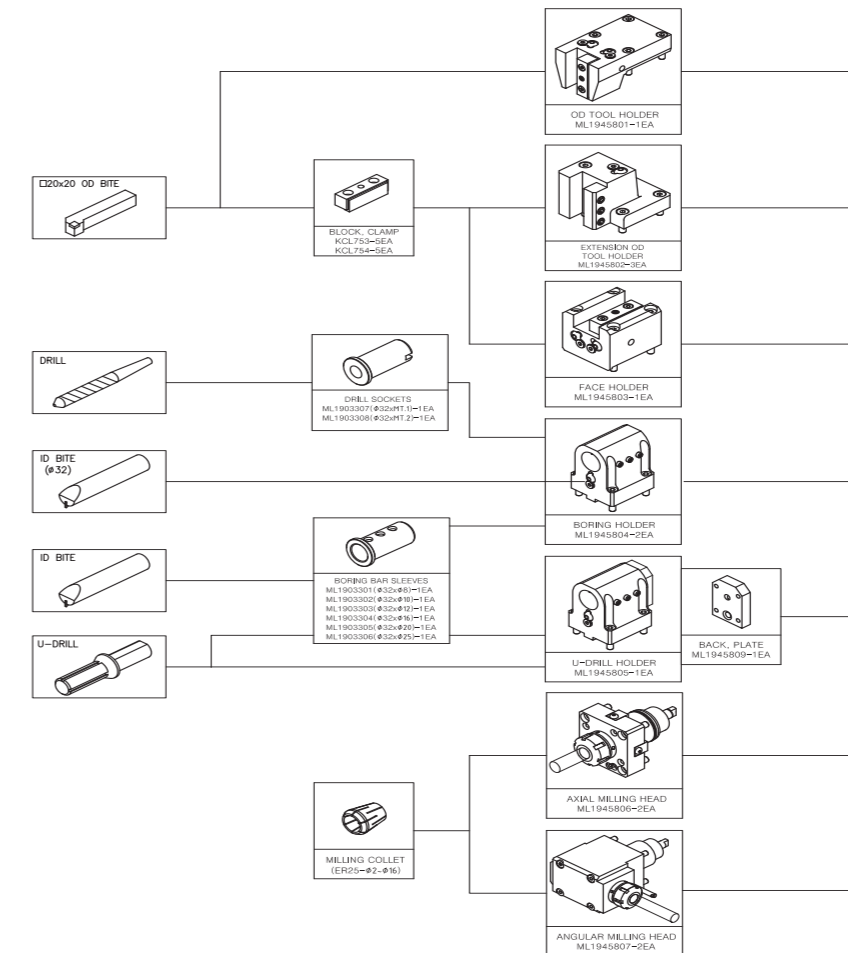 OD TOOL HOLDER
ML1945801-1EA
□20x20 OD BITE
BLOCK, CLAMP
KCL753-5EA
KCL754-5EA
EXTENSION OD
TOOL HOLDER
ML1945802-3EA
DRILL
DRILL SOCKETS
ML1903307(Φ32xMT.1)-1EA
ML1903308(Φ32xMT.2)-1EA
FACE HOLDER
ML1945803-1EA
ID BITE
(ø32)
BORING HOLDER
ML1945804-2EA
ID BITE
BORING BAR SLEEVES
ML1903301(Φ32xΦ8)-1EA
ML1903302(Φ32xΦ10)-1EA
ML1903303(Φ32xΦ12)-1EA
ML1903304(Φ32xΦ16)-1EA
ML1903305(Φ32xΦ20)-1EA
ML1903306(Φ32xΦ25)-1EA
U-DRILL
U-DRILL HOLDER
ML1945805-1EA
BACK, PLATE
ML1945809-1EA
AXIAL MILLING HEAD
ML1945806-2EA
MILLING COLLET
(ER25-ø2~ø16)
ANGULAR MILLING HEAD
ML1945807-2EA